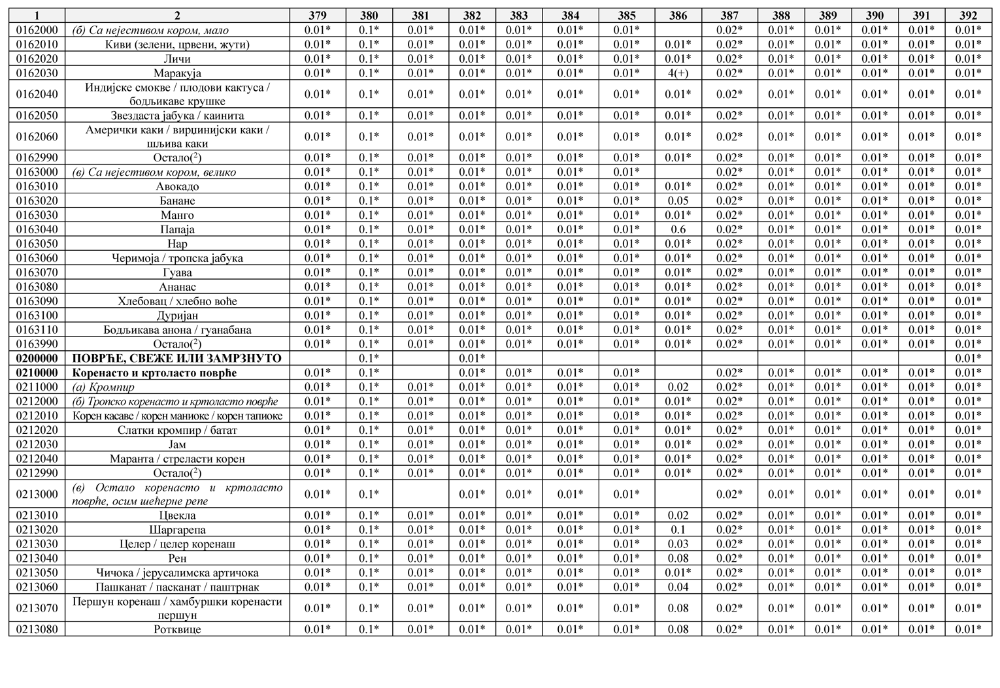 1 2 379 380 381 382 383 384 385 386 387 388 389 390 391 392
0162000 (б) Са нејестивом кором, мало 0.01* 0.1* 0.01* 0.01* 0.01* 0.01* 0.01* 0.02* 0.01* 0.01* 0.01* 0.01* 0.01*
0162010 Киви (зелени, црвени, жути) 0.01* 0.1* 0.01* 0.01* 0.01* 0.01* 0.01* 0.01* 0.02* 0.01* 0.01* 0.01* 0.01* 0.01*
0162020 Личи 0.01* 0.1* 0.01* 0.01* 0.01* 0.01* 0.01* 0.01* 0.02* 0.01* 0.01* 0.01* 0.01* 0.01*
0162030 Маракуја 0.01* 0.1* 0.01* 0.01* 0.01* 0.01* 0.01* 4(+) 0.02* 0.01* 0.01* 0.01* 0.01* 0.01*
0162040 Индијске смокве / плодови кактуса /
бодљикаве крушке 0.01* 0.1* 0.01* 0.01* 0.01* 0.01* 0.01* 0.01* 0.02* 0.01* 0.01* 0.01* 0.01* 0.01*
0162050 Звездаста јабука / каинита 0.01* 0.1* 0.01* 0.01* 0.01* 0.01* 0.01* 0.01* 0.02* 0.01* 0.01* 0.01* 0.01* 0.01*
0162060 Амерички каки / вирџинијски каки /
шљива каки 0.01* 0.1* 0.01* 0.01* 0.01* 0.01* 0.01* 0.01* 0.02* 0.01* 0.01* 0.01* 0.01* 0.01*
0162990 Остало(2) 0.01* 0.1* 0.01* 0.01* 0.01* 0.01* 0.01* 0.01* 0.02* 0.01* 0.01* 0.01* 0.01* 0.01*
0163000 (в) Са нејестивом кором, велико 0.01* 0.1* 0.01* 0.01* 0.01* 0.01* 0.01* 0.02* 0.01* 0.01* 0.01* 0.01* 0.01*
0163010 Авокадо 0.01* 0.1* 0.01* 0.01* 0.01* 0.01* 0.01* 0.01* 0.02* 0.01* 0.01* 0.01* 0.01* 0.01*
0163020 Банане 0.01* 0.1* 0.01* 0.01* 0.01* 0.01* 0.01* 0.05 0.02* 0.01* 0.01* 0.01* 0.01* 0.01*
0163030 Манго 0.01* 0.1* 0.01* 0.01* 0.01* 0.01* 0.01* 0.01* 0.02* 0.01* 0.01* 0.01* 0.01* 0.01*
0163040 Папаја 0.01* 0.1* 0.01* 0.01* 0.01* 0.01* 0.01* 0.6 0.02* 0.01* 0.01* 0.01* 0.01* 0.01*
0163050 Нар 0.01* 0.1* 0.01* 0.01* 0.01* 0.01* 0.01* 0.01* 0.02* 0.01* 0.01* 0.01* 0.01* 0.01*
0163060 Черимоја / тропска јабука 0.01* 0.1* 0.01* 0.01* 0.01* 0.01* 0.01* 0.01* 0.02* 0.01* 0.01* 0.01* 0.01* 0.01*
0163070 Гуава 0.01* 0.1* 0.01* 0.01* 0.01* 0.01* 0.01* 0.01* 0.02* 0.01* 0.01* 0.01* 0.01* 0.01*
0163080 Ананас 0.01* 0.1* 0.01* 0.01* 0.01* 0.01* 0.01* 0.01* 0.02* 0.01* 0.01* 0.01* 0.01* 0.01*
0163090 Хлебовац / хлебно воће 0.01* 0.1* 0.01* 0.01* 0.01* 0.01* 0.01* 0.01* 0.02* 0.01* 0.01* 0.01* 0.01* 0.01*
0163100 Дуријан 0.01* 0.1* 0.01* 0.01* 0.01* 0.01* 0.01* 0.01* 0.02* 0.01* 0.01* 0.01* 0.01* 0.01*
0163110 Бодљикава анона / гуанабана 0.01* 0.1* 0.01* 0.01* 0.01* 0.01* 0.01* 0.01* 0.02* 0.01* 0.01* 0.01* 0.01* 0.01*
0163990 Остало(2) 0.01* 0.1* 0.01* 0.01* 0.01* 0.01* 0.01* 0.01* 0.02* 0.01* 0.01* 0.01* 0.01* 0.01*
0200000 ПОВРЋЕ, СВЕЖЕ ИЛИ ЗАМРЗНУТО 0.1* 0.01* 0.01*
0210000 Коренасто и кртоласто поврће 0.01* 0.1* 0.01* 0.01* 0.01* 0.01* 0.02* 0.01* 0.01* 0.01* 0.01* 0.01*
0211000 (а) Кромпир 0.01* 0.1* 0.01* 0.01* 0.01* 0.01* 0.01* 0.02 0.02* 0.01* 0.01* 0.01* 0.01* 0.01*
0212000 (б) Тропско коренасто и кртоласто поврће 0.01* 0.1* 0.01* 0.01* 0.01* 0.01* 0.01* 0.01* 0.02* 0.01* 0.01* 0.01* 0.01* 0.01*
0212010 Корен касаве / корен маниоке / корен тапиоке 0.01* 0.1* 0.01* 0.01* 0.01* 0.01* 0.01* 0.01* 0.02* 0.01* 0.01* 0.01* 0.01* 0.01*
0212020 Слатки кромпир / батат 0.01* 0.1* 0.01* 0.01* 0.01* 0.01* 0.01* 0.01* 0.02* 0.01* 0.01* 0.01* 0.01* 0.01*
0212030 Јам 0.01* 0.1* 0.01* 0.01* 0.01* 0.01* 0.01* 0.01* 0.02* 0.01* 0.01* 0.01* 0.01* 0.01*
0212040 Маранта / стреласти корен 0.01* 0.1* 0.01* 0.01* 0.01* 0.01* 0.01* 0.01* 0.02* 0.01* 0.01* 0.01* 0.01* 0.01*
0212990 Остало(2) 0.01* 0.1* 0.01* 0.01* 0.01* 0.01* 0.01* 0.01* 0.02* 0.01* 0.01* 0.01* 0.01* 0.01*
0213000 (в) Остало коренасто и кртоласто
поврће, осим шећерне репе 0.01* 0.1* 0.01* 0.01* 0.01* 0.01* 0.02* 0.01* 0.01* 0.01* 0.01* 0.01*
0213010 Цвекла 0.01* 0.1* 0.01* 0.01* 0.01* 0.01* 0.01* 0.02 0.02* 0.01* 0.01* 0.01* 0.01* 0.01*
0213020 Шаргарепа 0.01* 0.1* 0.01* 0.01* 0.01* 0.01* 0.01* 0.1 0.02* 0.01* 0.01* 0.01* 0.01* 0.01*
0213030 Целер / целер коренаш 0.01* 0.1* 0.01* 0.01* 0.01* 0.01* 0.01* 0.03 0.02* 0.01* 0.01* 0.01* 0.01* 0.01*
0213040 Рен 0.01* 0.1* 0.01* 0.01* 0.01* 0.01* 0.01* 0.08 0.02* 0.01* 0.01* 0.01* 0.01* 0.01*
0213050 Чичока / јерусалимска артичока 0.01* 0.1* 0.01* 0.01* 0.01* 0.01* 0.01* 0.01* 0.02* 0.01* 0.01* 0.01* 0.01* 0.01*
0213060 Пашканат / пасканат / паштрнак 0.01* 0.1* 0.01* 0.01* 0.01* 0.01* 0.01* 0.04 0.02* 0.01* 0.01* 0.01* 0.01* 0.01*
0213070 Першун коренаш / хамбуршки коренасти
першун 0.01* 0.1* 0.01* 0.01* 0.01* 0.01* 0.01* 0.08 0.02* 0.01* 0.01* 0.01* 0.01* 0.01*
0213080 Ротквице 0.01* 0.1* 0.01* 0.01* 0.01* 0.01* 0.01* 0.08 0.02* 0.01* 0.01* 0.01* 0.01* 0.01*